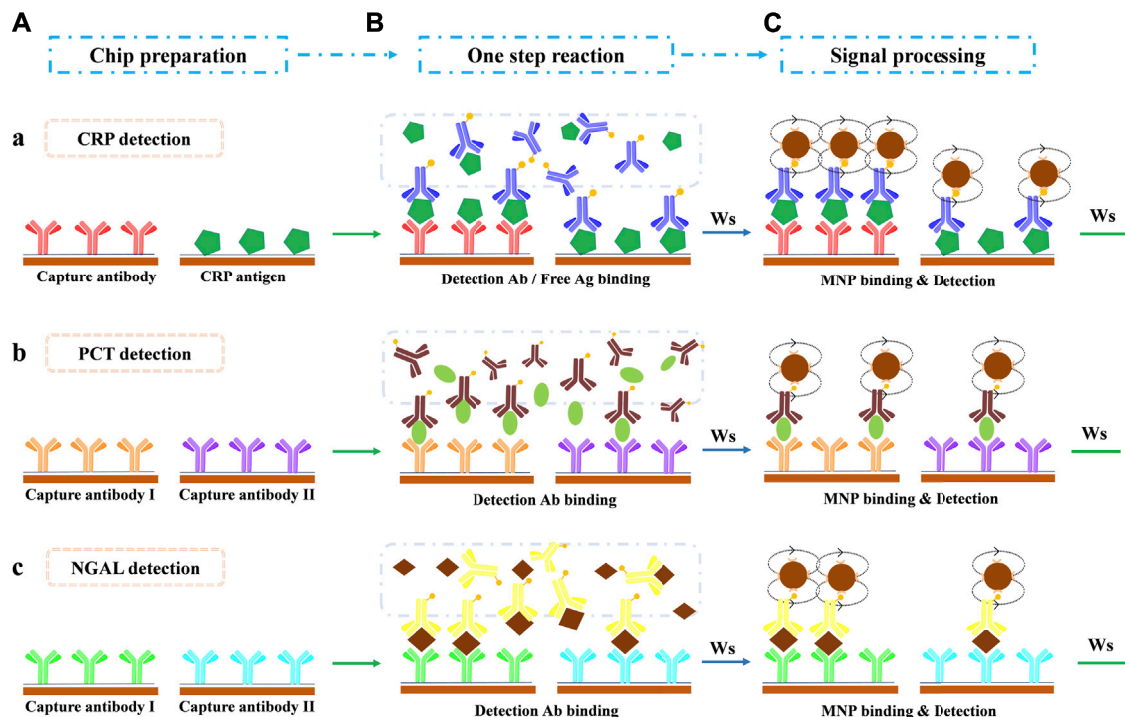 A
B
C
Chip preparation
One step reaction
Signal processing
a
CRP detection
Ws
Ws
Capture antibody
CRP antigen
Detection Ab / Free Ag binding
MNP binding & Detection
b
PCT detection
Ws
Ws
Capture antibody I
Capture antibody II
Detection Ab binding
MNP binding & Detection
c
NGAL detection
Ws
Ws
Capture antibody I
Capture antibody II
Detection Ab binding
MNP binding & Detection